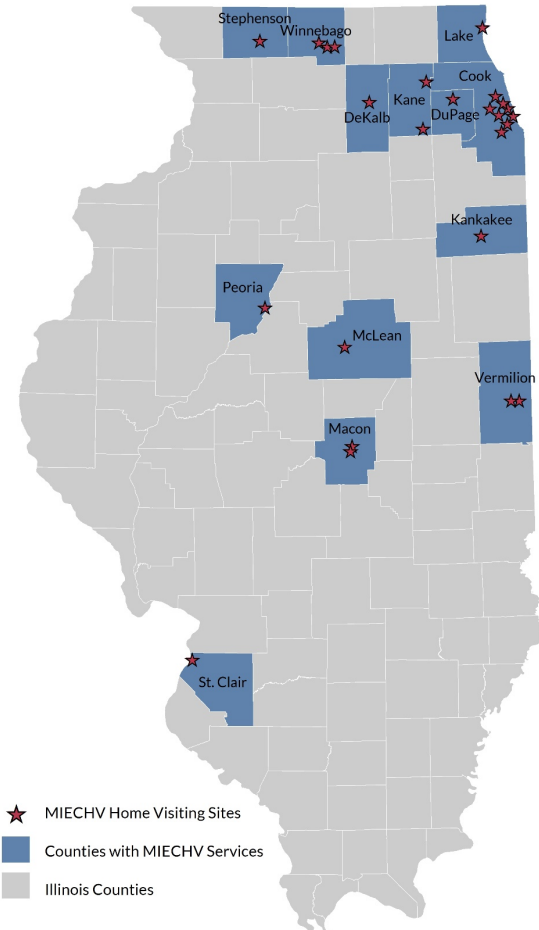 Stephenson
Winnebago
Lake
Cook
Kane
DuPage
DeKalb
Kankakee
Peoria
McLean
Vermilion
Macon
St. Clair
MIECHV Home Visiting Sites
Counties with MIECHV Services
Illinois Counties